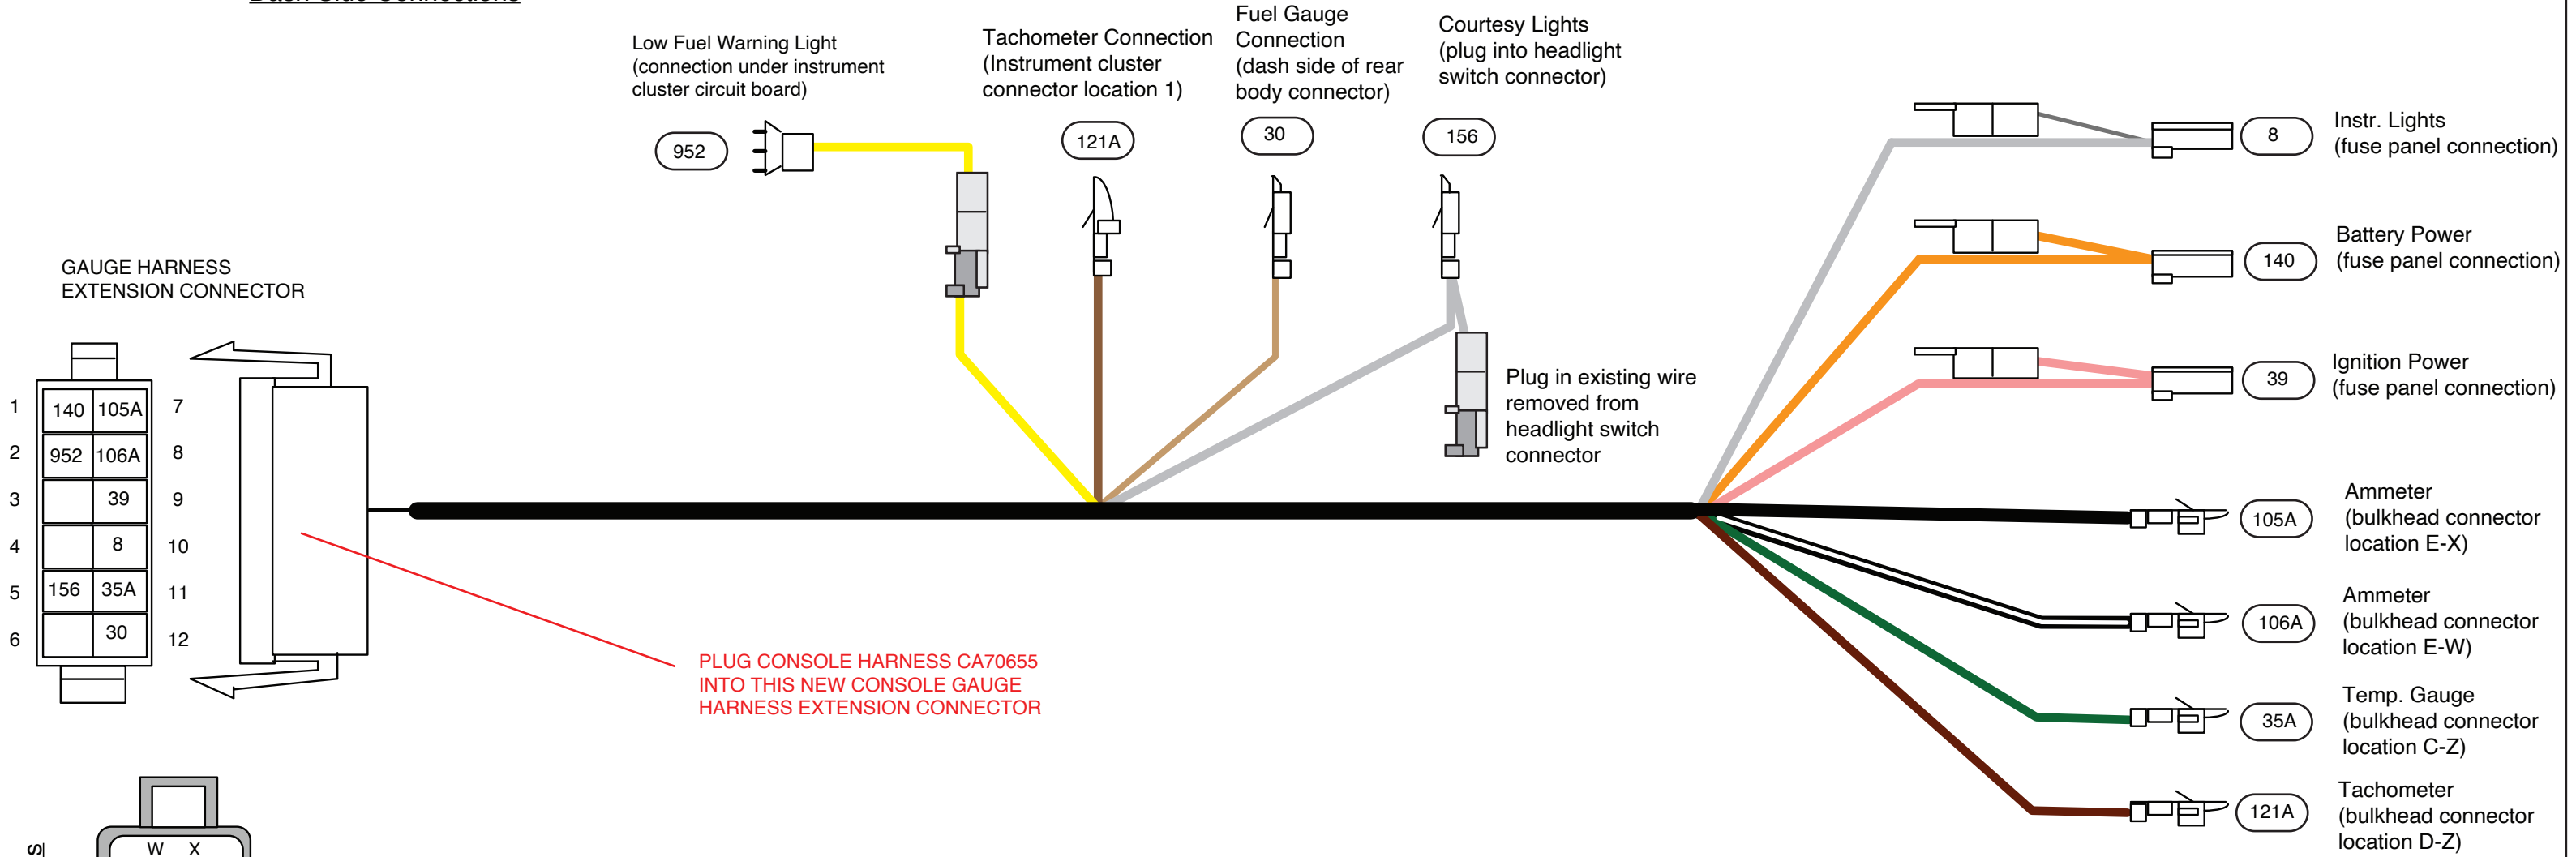 Dash Side Connections
Low Fuel Warning Light
(connection under instrument
cluster circuit board)
952
Tachometer Connection
(Instrument cluster
connector location 1)
121A
Fuel Gauge
Connection
(dash side of rear
body connector)
30
Courtesy Lights
(plug into headlight
switch connector)
156
Plug in existing wire
removed from
headlight switch
connector
8
Instr. Lights
(fuse panel connection)
140
Battery Power
(fuse panel connection)
39
Ignition Power
(fuse panel connection)
105A
Ammeter
(bulkhead connector
location E-X)
106A
Ammeter
(bulkhead connector
location E-W)
35A
Temp. Gauge
(bulkhead connector
location C-Z)
121A
Tachometer
(bulkhead connector
location D-Z)
GAUGE HARNESS
EXTENSION CONNECTOR
1 140 105A 7
2 952 106A 8
3 39 9
4 8 10
5 156 35A 11
6 30 12
PLUG CONSOLE HARNESS CA70655
INTO THIS NEW CONSOLE GAUGE
HARNESS EXTENSION CONNECTOR
S
W X